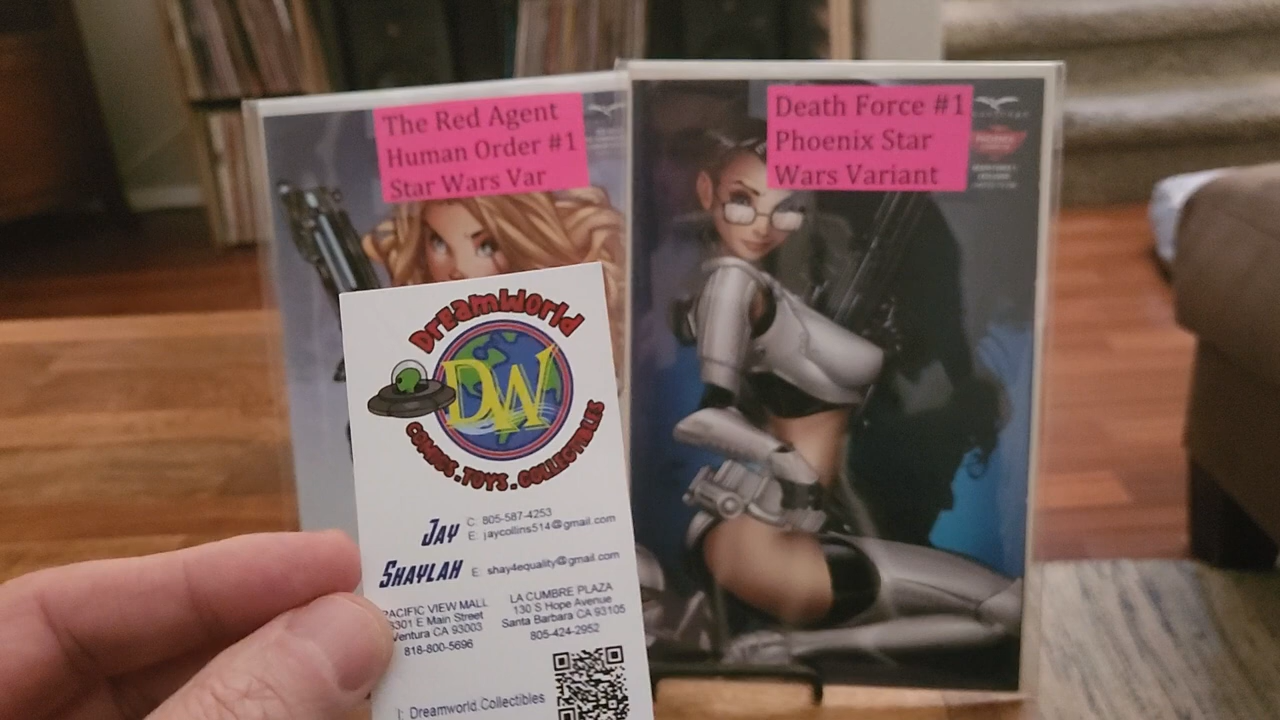 The Red Agent
Human Order #1
Star Wars Var
Death Force #1
Phoenix Star
Wars Variant
DreamWorld
DW
COMICS.TOYS.COLLECTIBLES
JAY
C: 805-587-4253
E: jaycollins514@gmail.com
SHAYLAH
E: shay4equality@gmail.com
PACIFIC VIEW MALL
3301 E Main Street
Ventura CA 93003
818-800-5696
LA CUMBRE PLAZA
130 S Hope Avenue
Santa Barbara CA 93105
805-424-2952
I: Dreamworld.Collectibles